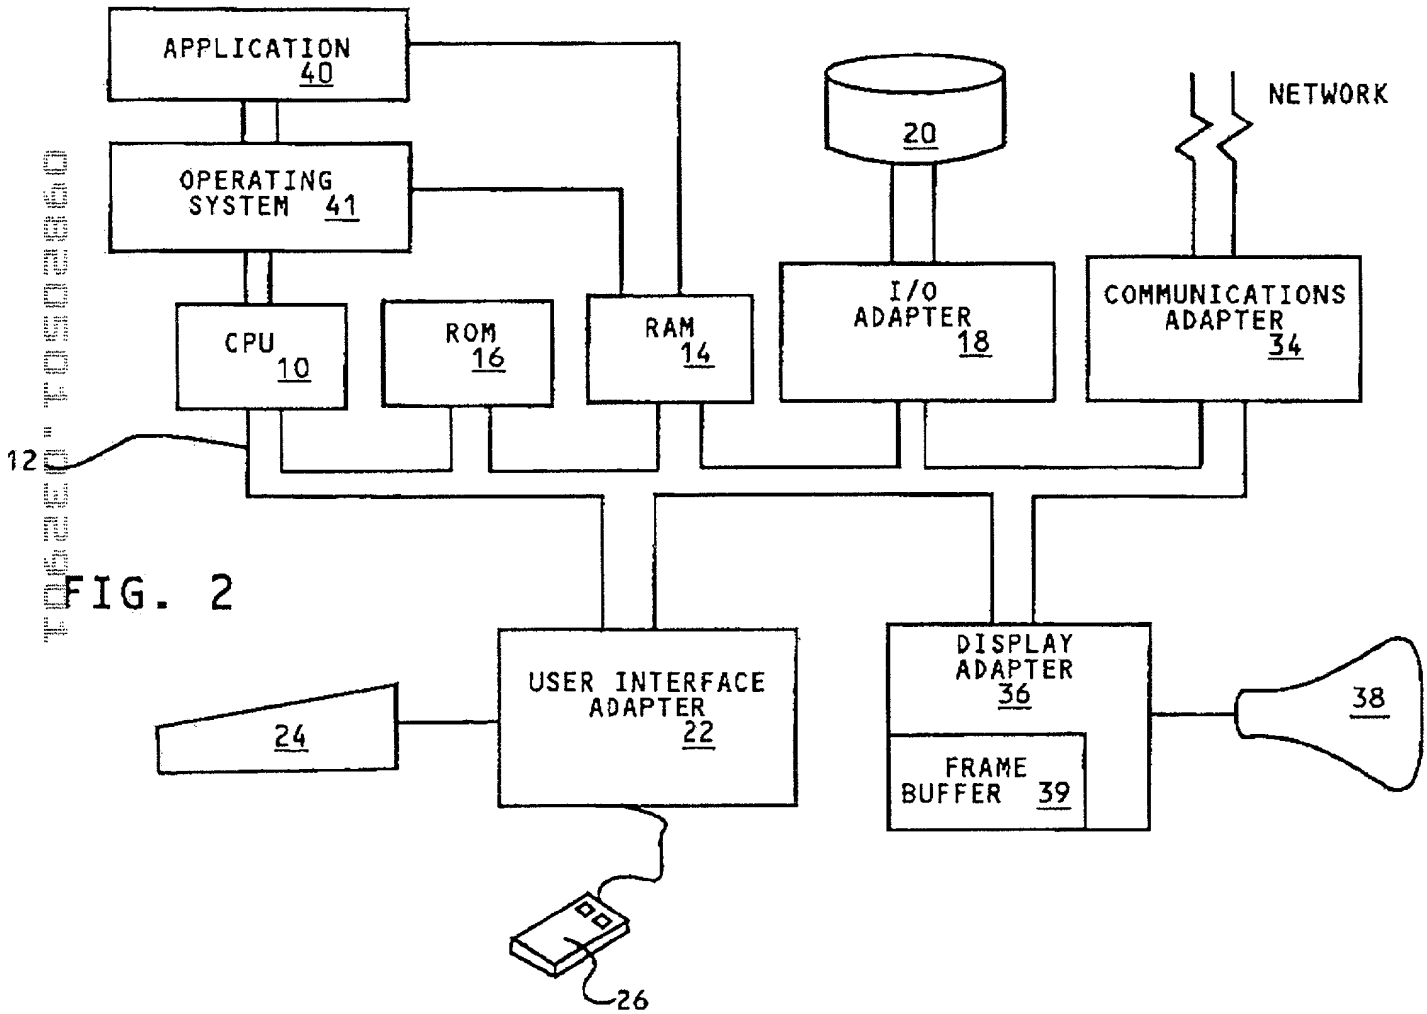 APPLICATION
40
OPERATING
SYSTEM 41
CPU
10
ROM
16
RAM
14
20
I/O
ADAPTER
18
NETWORK
COMMUNICATIONS
ADAPTER
34
12
FIG. 2
USER INTERFACE
ADAPTER
22
24
26
DISPLAY
ADAPTER
36
FRAME
BUFFER 39
38